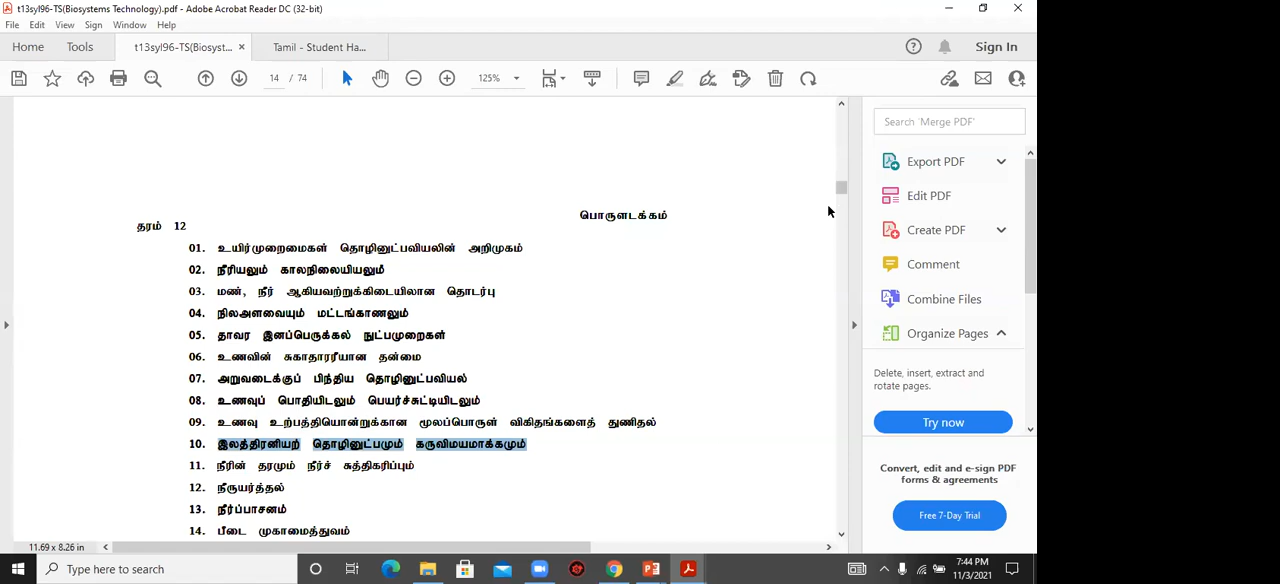 t13syl96-TS(Biosystems Technology).pdf - Adobe Acrobat Reader DC (32-bit)
File Edit View Sign Window Help
Home Tools t13syl96-TS(Biosyst... × Tamil - Student Ha... Sign In
14 / 74 125%
Search 'Merge PDF'
Export PDF
Edit PDF
Create PDF
Comment
Combine Files
Organize Pages
Delete, insert, extract and
rotate pages.
Try now
Convert, edit and e-sign PDF
forms & agreements
Free 7-Day Trial
பொருளடக்கம்
தரம் 12
01. உயிர்முறைமைகள் தொழினுட்பவியலின் அறிமுகம்
02. நீரியலும் காலநிலையியலும்
03. மண், நீர் ஆகியவற்றுக்கிடையிலான தொடர்பு
04. நிலஅளவையும் மட்டங்காணலும்
05. தாவர இனப்பெருக்கல் நுட்பமுறைகள்
06. உணவின் சுகாதாரரீயான தன்மை
07. அறுவடைக்குப் பிந்திய தொழினுட்பவியல்
08. உணவுப் பொதியிடலும் பெயர்ச்சுட்டியிடலும்
09. உணவு உற்பத்தியொன்றுக்கான மூலப்பொருள் விகிதங்களைத் துணிதல்
10. இலத்திரனியற் தொழினுட்பமும் கருவிமயமாக்கமும்
11. நீரின் தரமும் நீர்ச் சுத்திகரிப்பும்
12. நீருயர்த்தல்
13. நீர்ப்பாசனம்
14. பீடை முகாமைத்துவம்
11.69 x 8.26 in
Type here to search
7:44 PM
11/3/2021